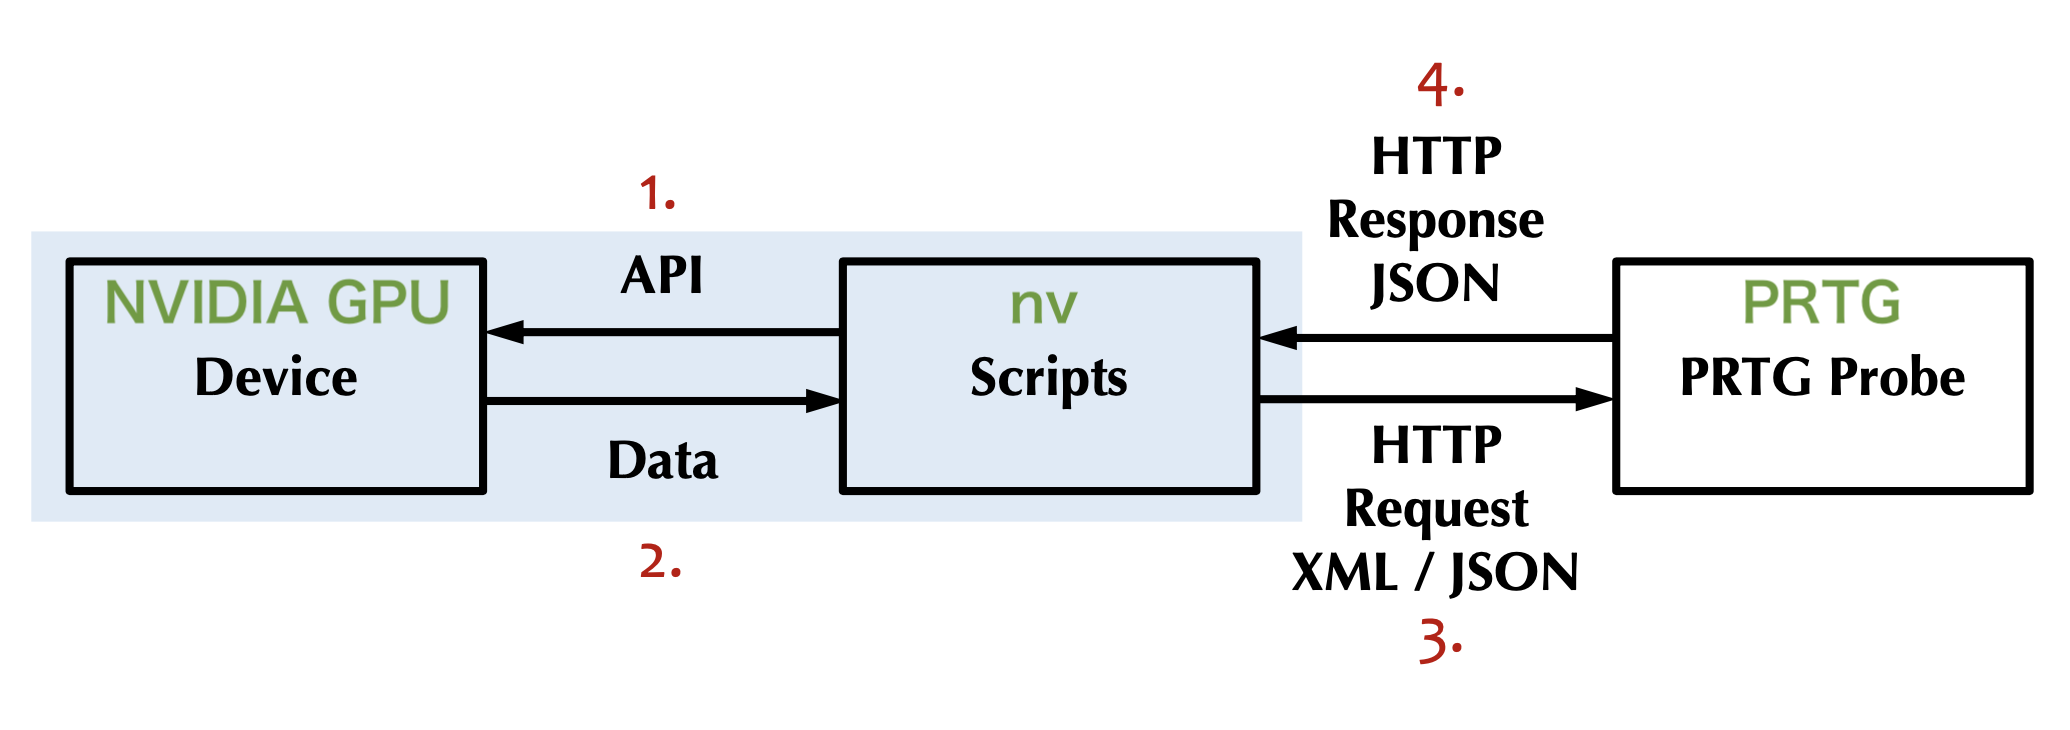 4.
HTTP
Response
JSON
1.
API
NVIDIA GPU
Device
nv
Scripts
PRTG
PRTG Probe
Data
2.
HTTP
Request
XML / JSON
3.